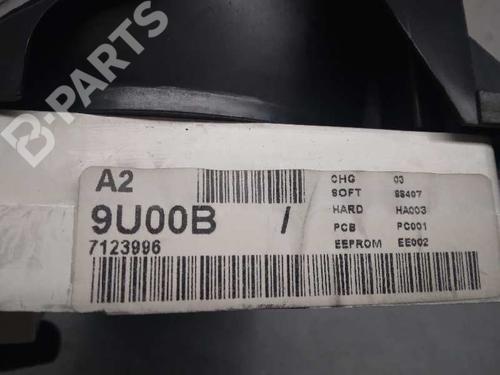 B-PARTS
A2
9U00B /
7123996
CHG 03
SOFT SS407
HARD HA003
PCB PC001
EEPROM EE002